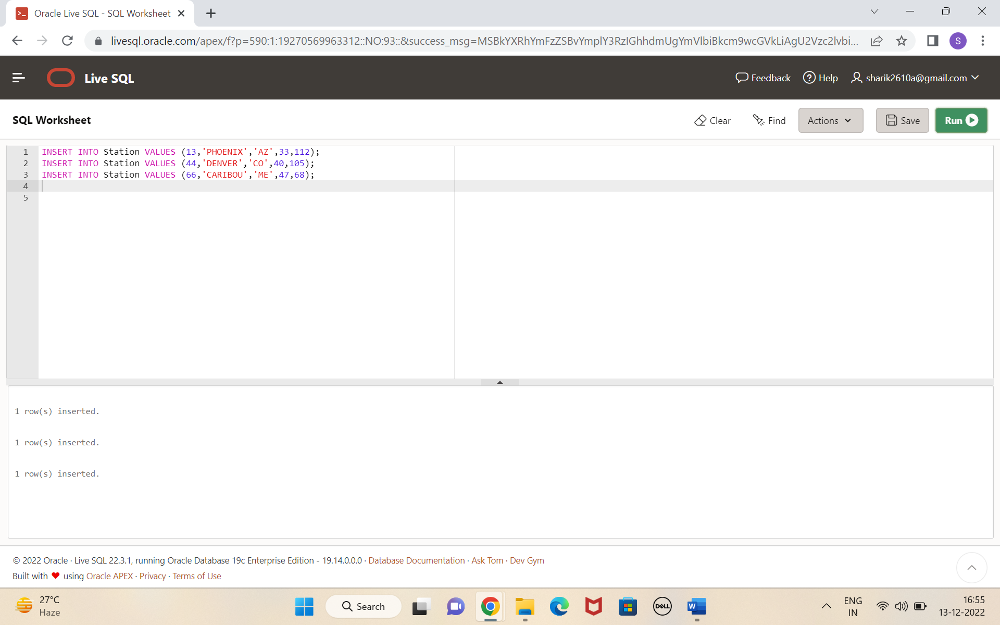 Oracle Live SQL - SQL Worksheet
livesql.oracle.com/apex/f?p=590:1:19270569963312::NO:93::&success_msg=MSBkYXRhYmFzZSBvYmplY3RzIGhhdmUgYmVlbiBkcm9wcGVkLiAgU2Vzc2lvbi...
S
Live SQL
Feedback
Help
sharik2610a@gmail.com
SQL Worksheet
Clear
Find
Actions
Save
Run
1 INSERT INTO Station VALUES (13,'PHOENIX','AZ',33,112);
2 INSERT INTO Station VALUES (44,'DENVER','CO',40,105);
3 INSERT INTO Station VALUES (66,'CARIBOU','ME',47,68);
4
5
1 row(s) inserted.
1 row(s) inserted.
1 row(s) inserted.
© 2022 Oracle · Live SQL 22.3.1, running Oracle Database 19c Enterprise Edition - 19.14.0.0.0 · Database Documentation · Ask Tom · Dev Gym
Built with ♥ using Oracle APEX · Privacy · Terms of Use
27°C
Haze
Search
DELL
W
ENG
IN
16:55
13-12-2022